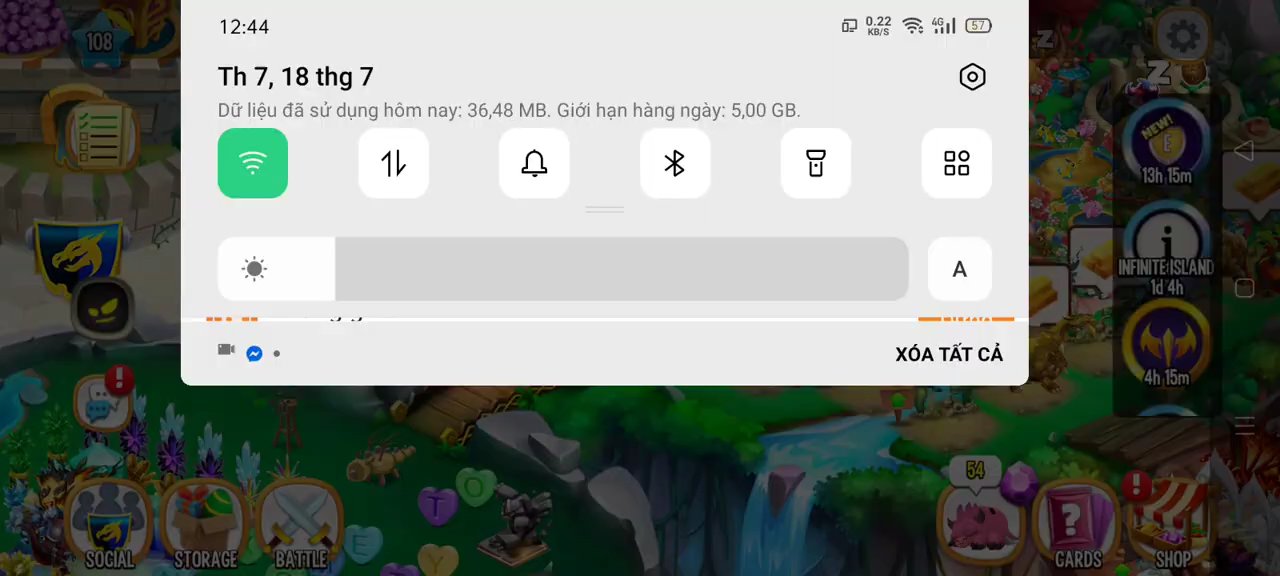 12:44
0.22
KB/S
4G
57
108
Th 7, 18 thg 7
Dữ liệu đã sử dụng hôm nay: 36,48 MB. Giới hạn hàng ngày: 5,00 GB.
Z
Z
NEW!
E
13h 15m
A
i
INFINITE ISLAND
1d 4h
XÓA TẤT CẢ
4h 15m
!
54
!
T
O
E
Y
?
SOCIAL
STORAGE
BATTLE
CARDS
SHOP